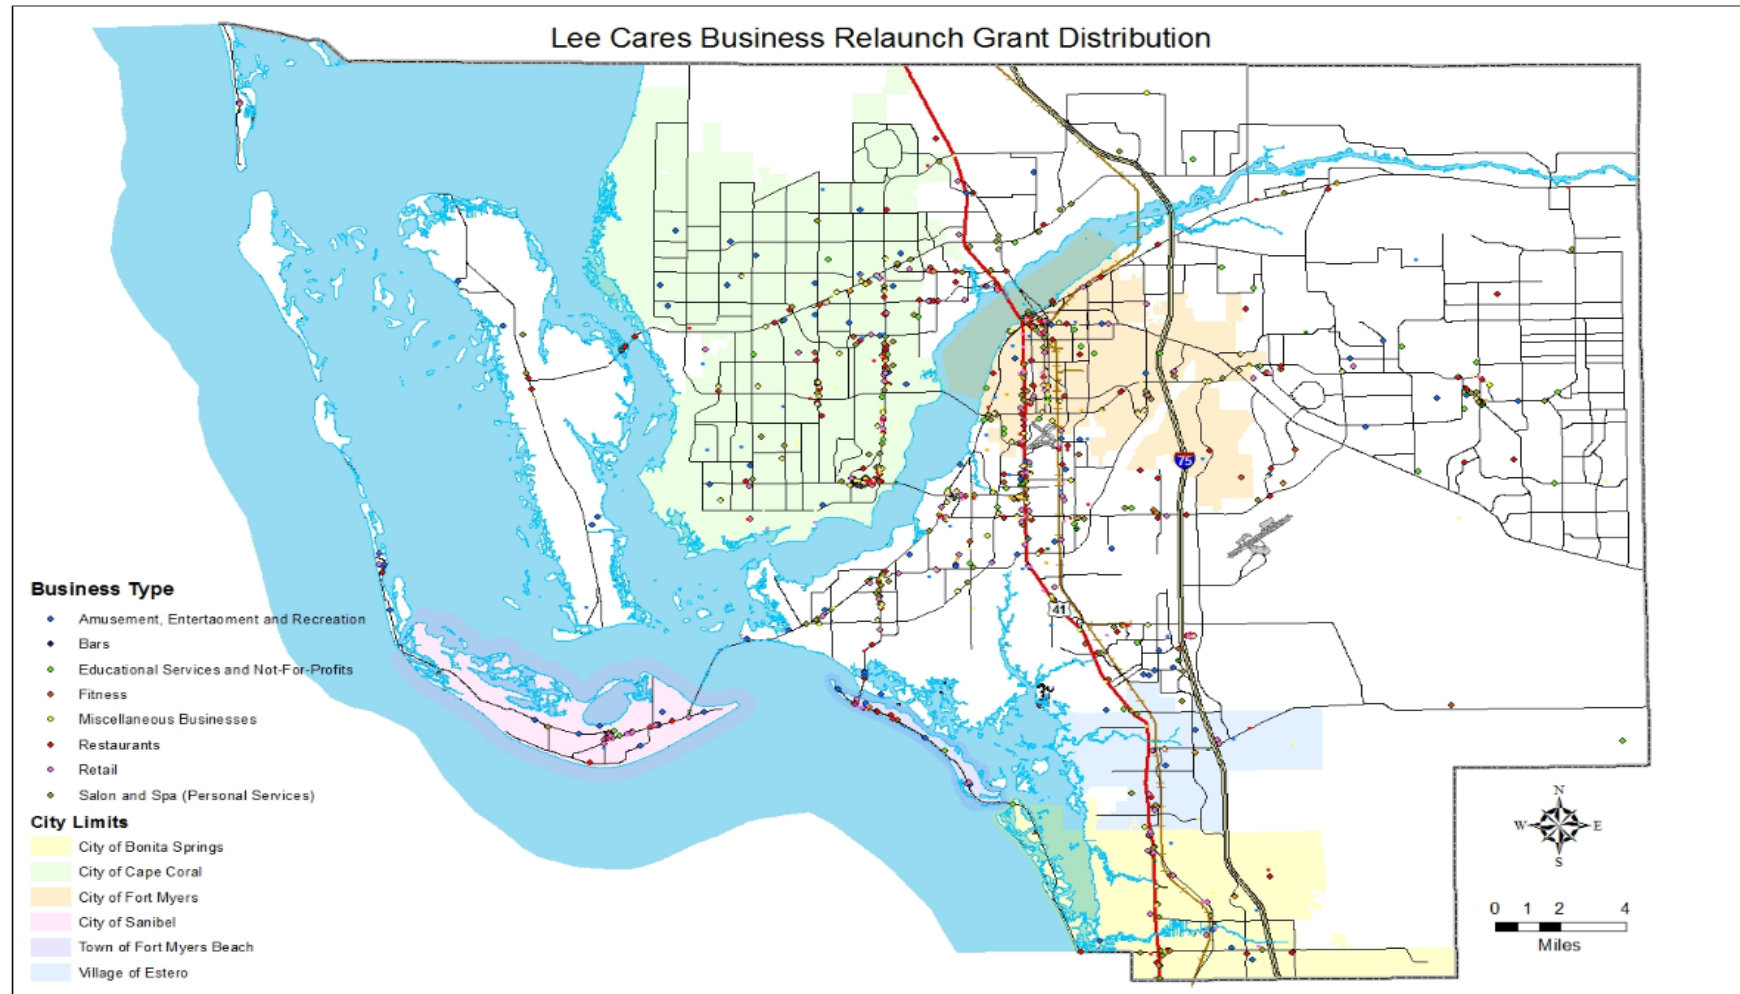 Lee Cares Business Relaunch Grant Distribution
75
41
Business Type
Amusement, Entertaoment and Recreation
Bars
Educational Services and Not-For-Profits
Fitness
Miscellaneous Businesses
Restaurants
Retail
Salon and Spa (Personal Services)
City Limits
City of Bonita Springs
City of Cape Coral
City of Fort Myers
City of Sanibel
Town of Fort Myers Beach
Village of Estero
N
W E
S
0 1 2 4
Miles